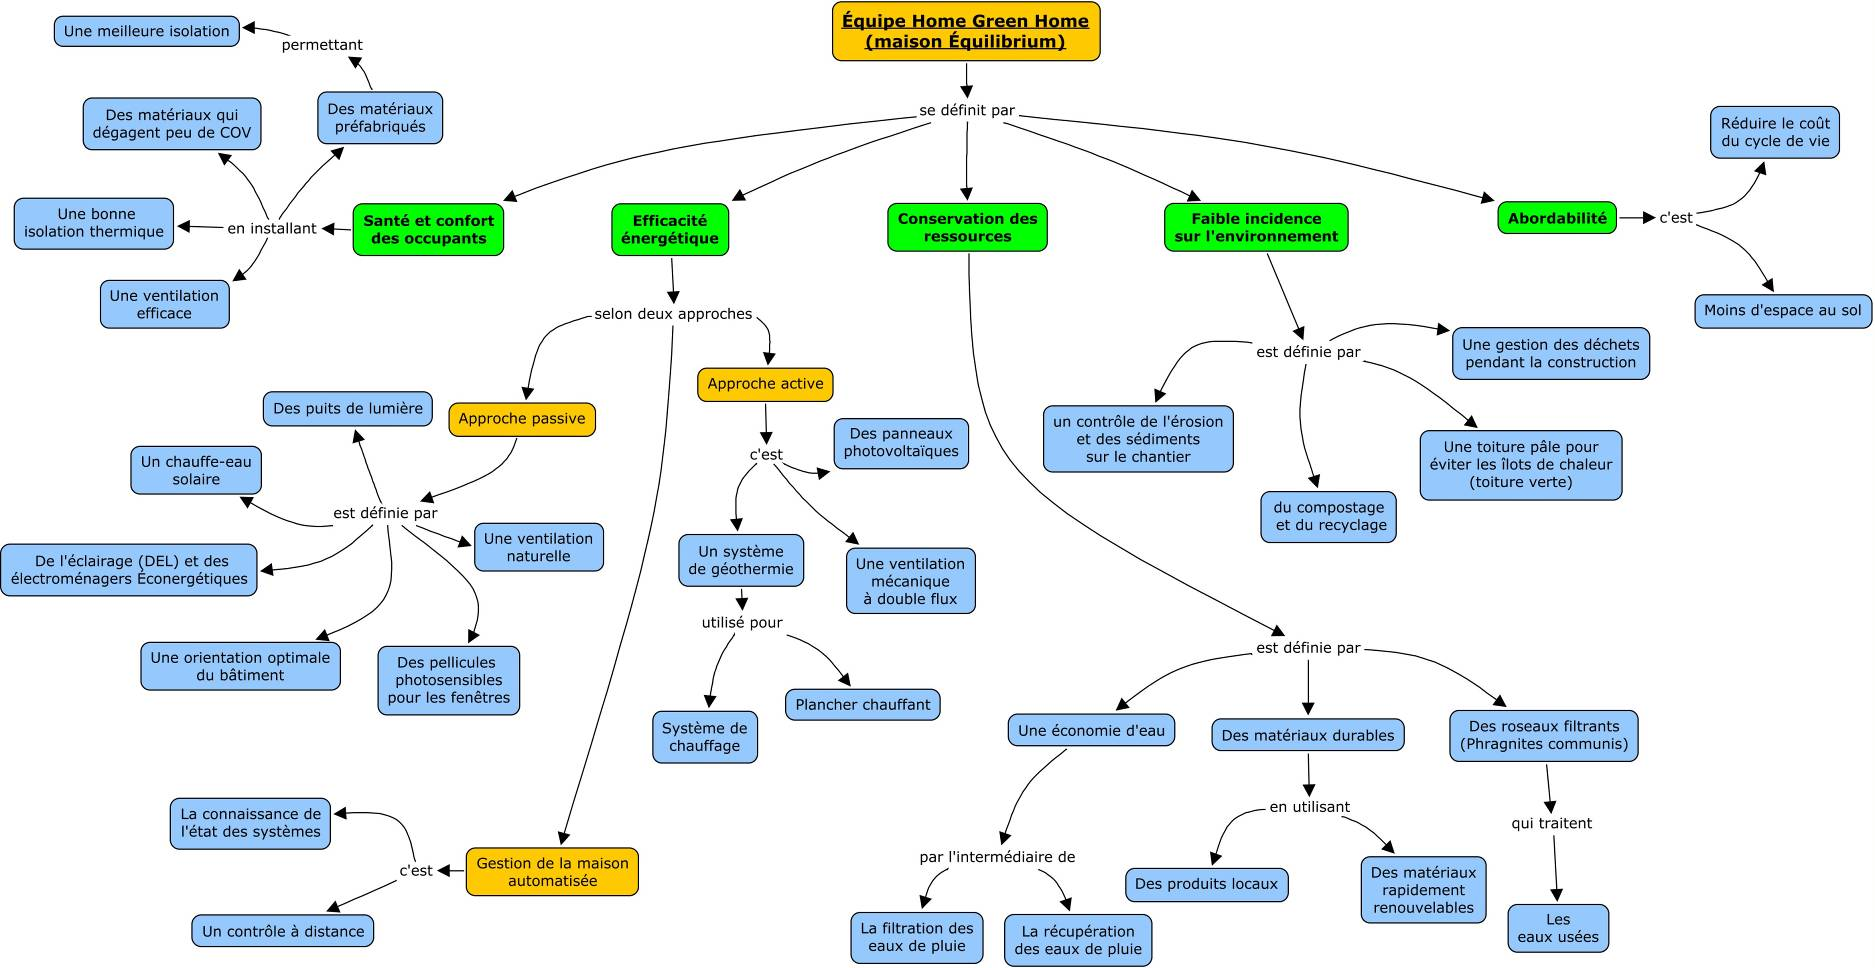 Équipe Home Green Home
(maison Équilibrium)
se définit par
Santé et confort
des occupants
en installant
Des matériaux
préfabriqués
permettant
Une meilleure isolation
Des matériaux qui
dégagent peu de COV
Une bonne
isolation thermique
Une ventilation
efficace
Efficacité
énergétique
selon deux approches
Approche passive
est définie par
Des puits de lumière
Un chauffe-eau
solaire
De l'éclairage (DEL) et des
électroménagers Éconergétiques
Une orientation optimale
du bâtiment
Des pellicules
photosensibles
pour les fenêtres
Une ventilation
naturelle
Approche active
c'est
Des panneaux
photovoltaïques
Un système
de géothermie
Une ventilation
mécanique
à double flux
utilisé pour
Système de
chauffage
Plancher chauffant
Gestion de la maison
automatisée
c'est
La connaissance de
l'état des systèmes
Un contrôle à distance
Conservation des
ressources
est définie par
Une économie d'eau
par l'intermédiaire de
La filtration des
eaux de pluie
La récupération
des eaux de pluie
Des matériaux durables
en utilisant
Des produits locaux
Des matériaux
rapidement
renouvelables
Des roseaux filtrants
(Phragnites communis)
qui traitent
Les
eaux usées
Faible incidence
sur l'environnement
est définie par
un contrôle de l'érosion
et des sédiments
sur le chantier
du compostage
et du recyclage
Une toiture pâle pour
éviter les îlots de chaleur
(toiture verte)
Une gestion des déchets
pendant la construction
Abordabilité
c'est
Réduire le coût
du cycle de vie
Moins d'espace au sol